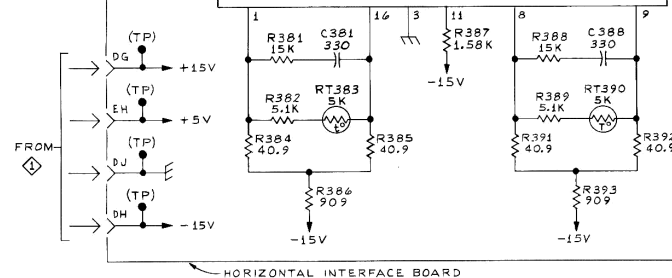 1 16 3 11 8 9
R381 C381 R387 R388 C388
15K 330 1.58K 15K 330
-15V
(TP)
DG +15V
(TP)
EH +5V
R382 RT383 R389 RT390
5.1K 5K 5.1K 5K
t° T°
R384 R385 R391 R392
40.9 40.9 40.9 40.9
FROM
1
(TP)
DJ
(TP)
DH -15V
R386 R393
909 909
-15V -15V
HORIZONTAL INTERFACE BOARD